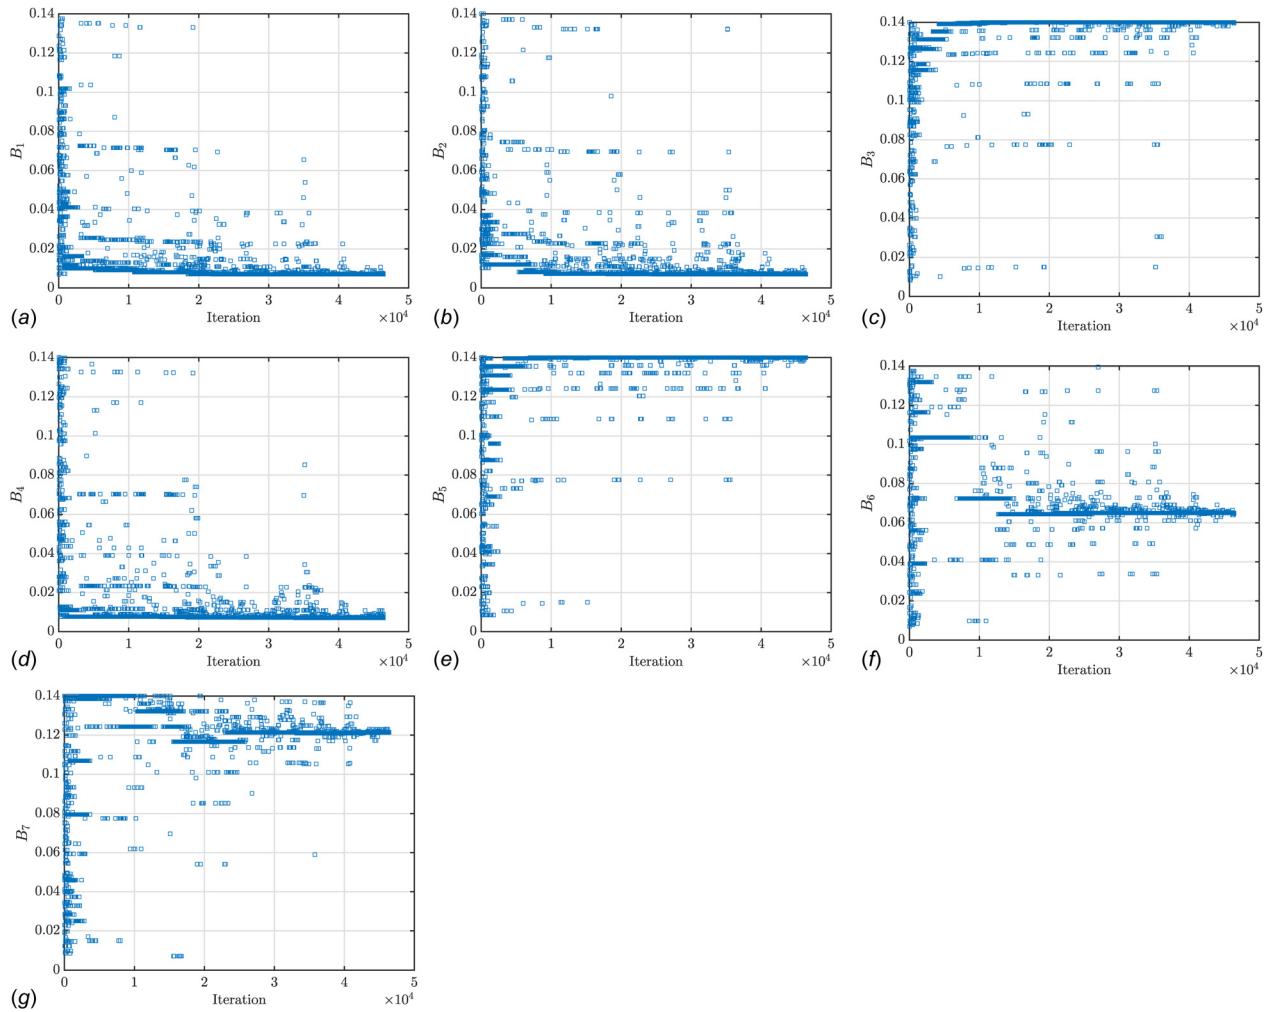 0.14
0.12
0.1
0.08
0.06
0.04
0.02
0
B1
0 1 2 3 4 5
Iteration
×10^4
(a)
0.14
0.12
0.1
0.08
0.06
0.04
0.02
0
B2
0 1 2 3 4 5
Iteration
×10^4
(b)
0.14
0.12
0.1
0.08
0.06
0.04
0.02
0
B3
0 1 2 3 4 5
Iteration
×10^4
(c)
0.14
0.12
0.1
0.08
0.06
0.04
0.02
0
B4
0 1 2 3 4 5
Iteration
×10^4
(d)
0.14
0.12
0.1
0.08
0.06
0.04
0.02
0
B5
0 1 2 3 4 5
Iteration
×10^4
(e)
0.14
0.12
0.1
0.08
0.06
0.04
0.02
0
B6
0 1 2 3 4 5
Iteration
×10^4
(f)
0.14
0.12
0.1
0.08
0.06
0.04
0.02
0
B7
0 1 2 3 4 5
Iteration
×10^4
(g)